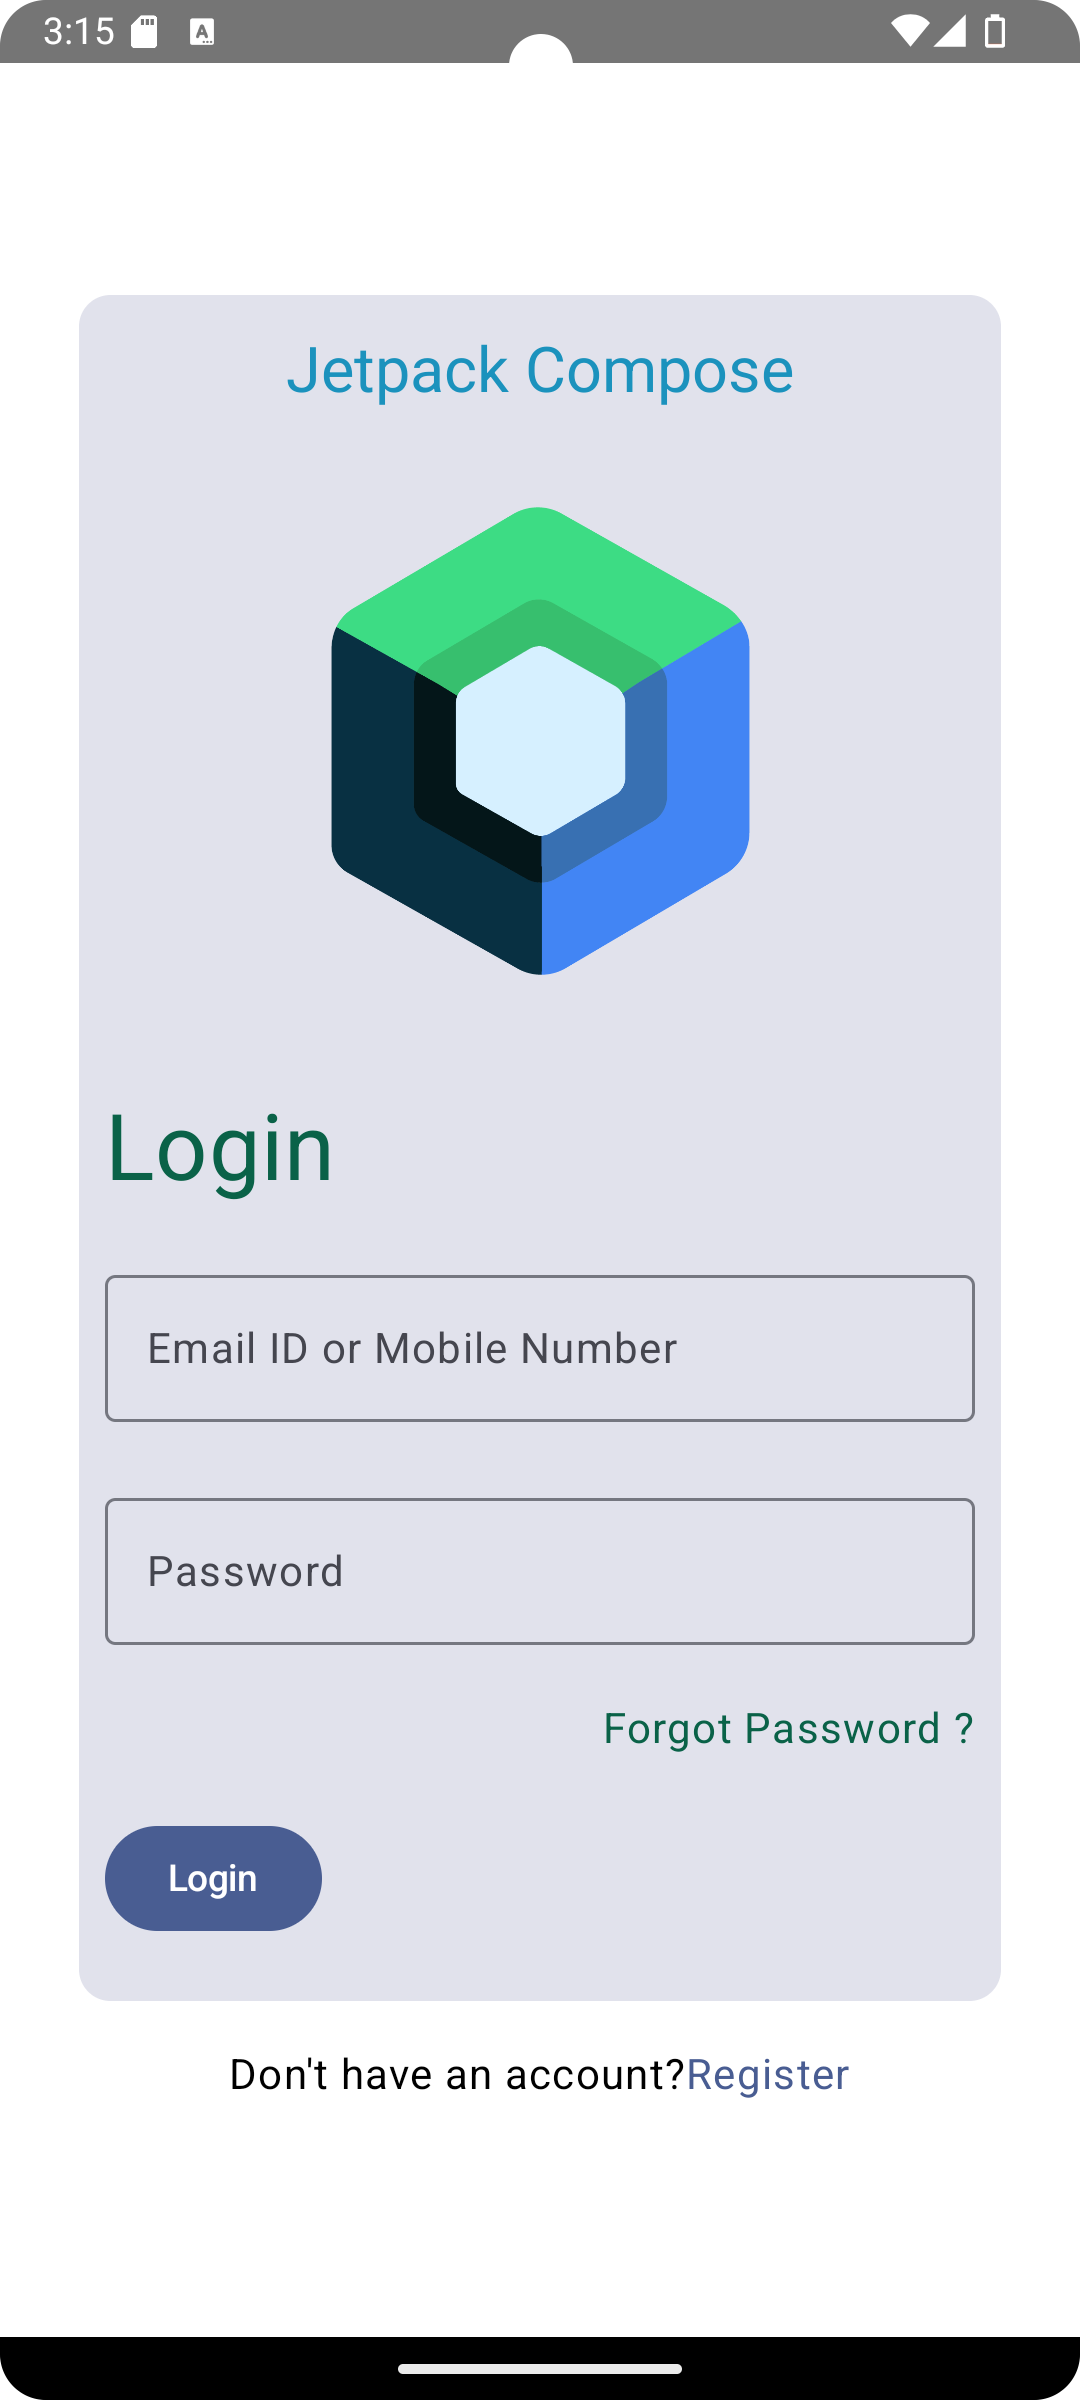 3:15
Jetpack Compose
Login
Email ID or Mobile Number
Password
Forgot Password ?
Login
Don't have an account?Register